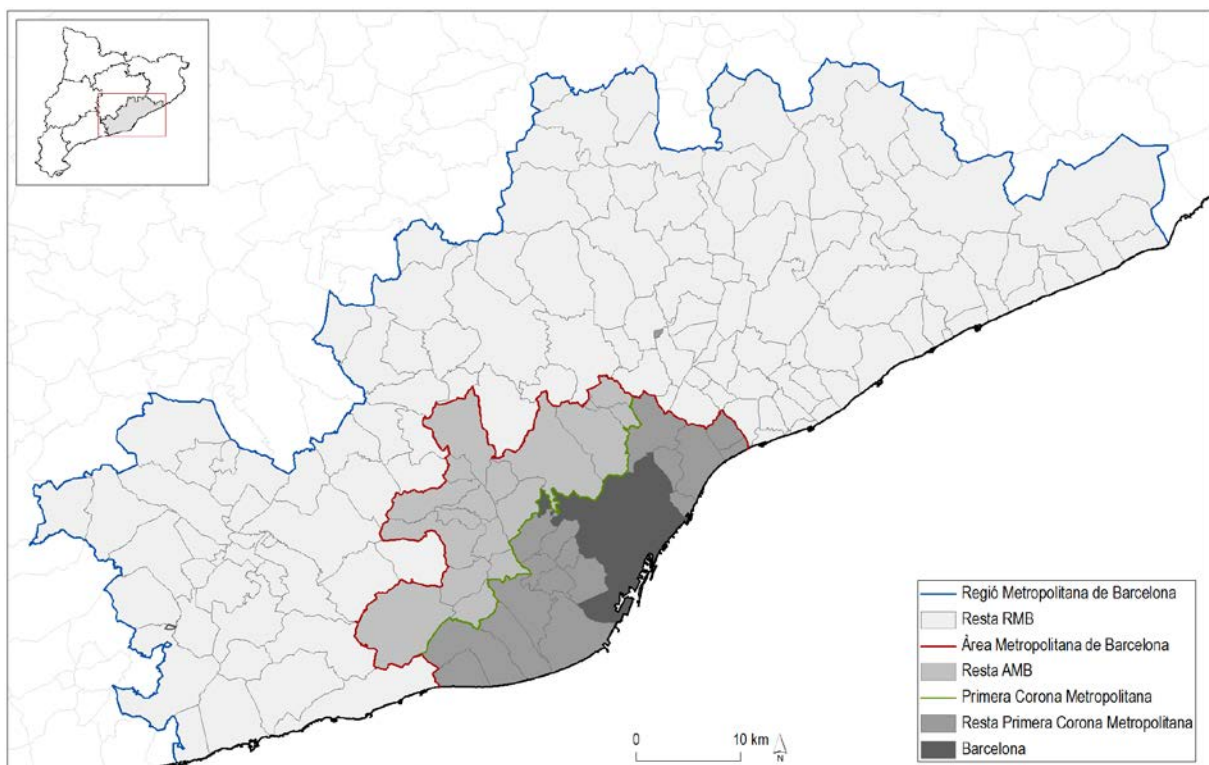 Regió Metropolitana de Barcelona
Resta RMB
Àrea Metropolitana de Barcelona
Resta AMB
Primera Corona Metropolitana
Resta Primera Corona Metropolitana
Barcelona
0 10 km
N